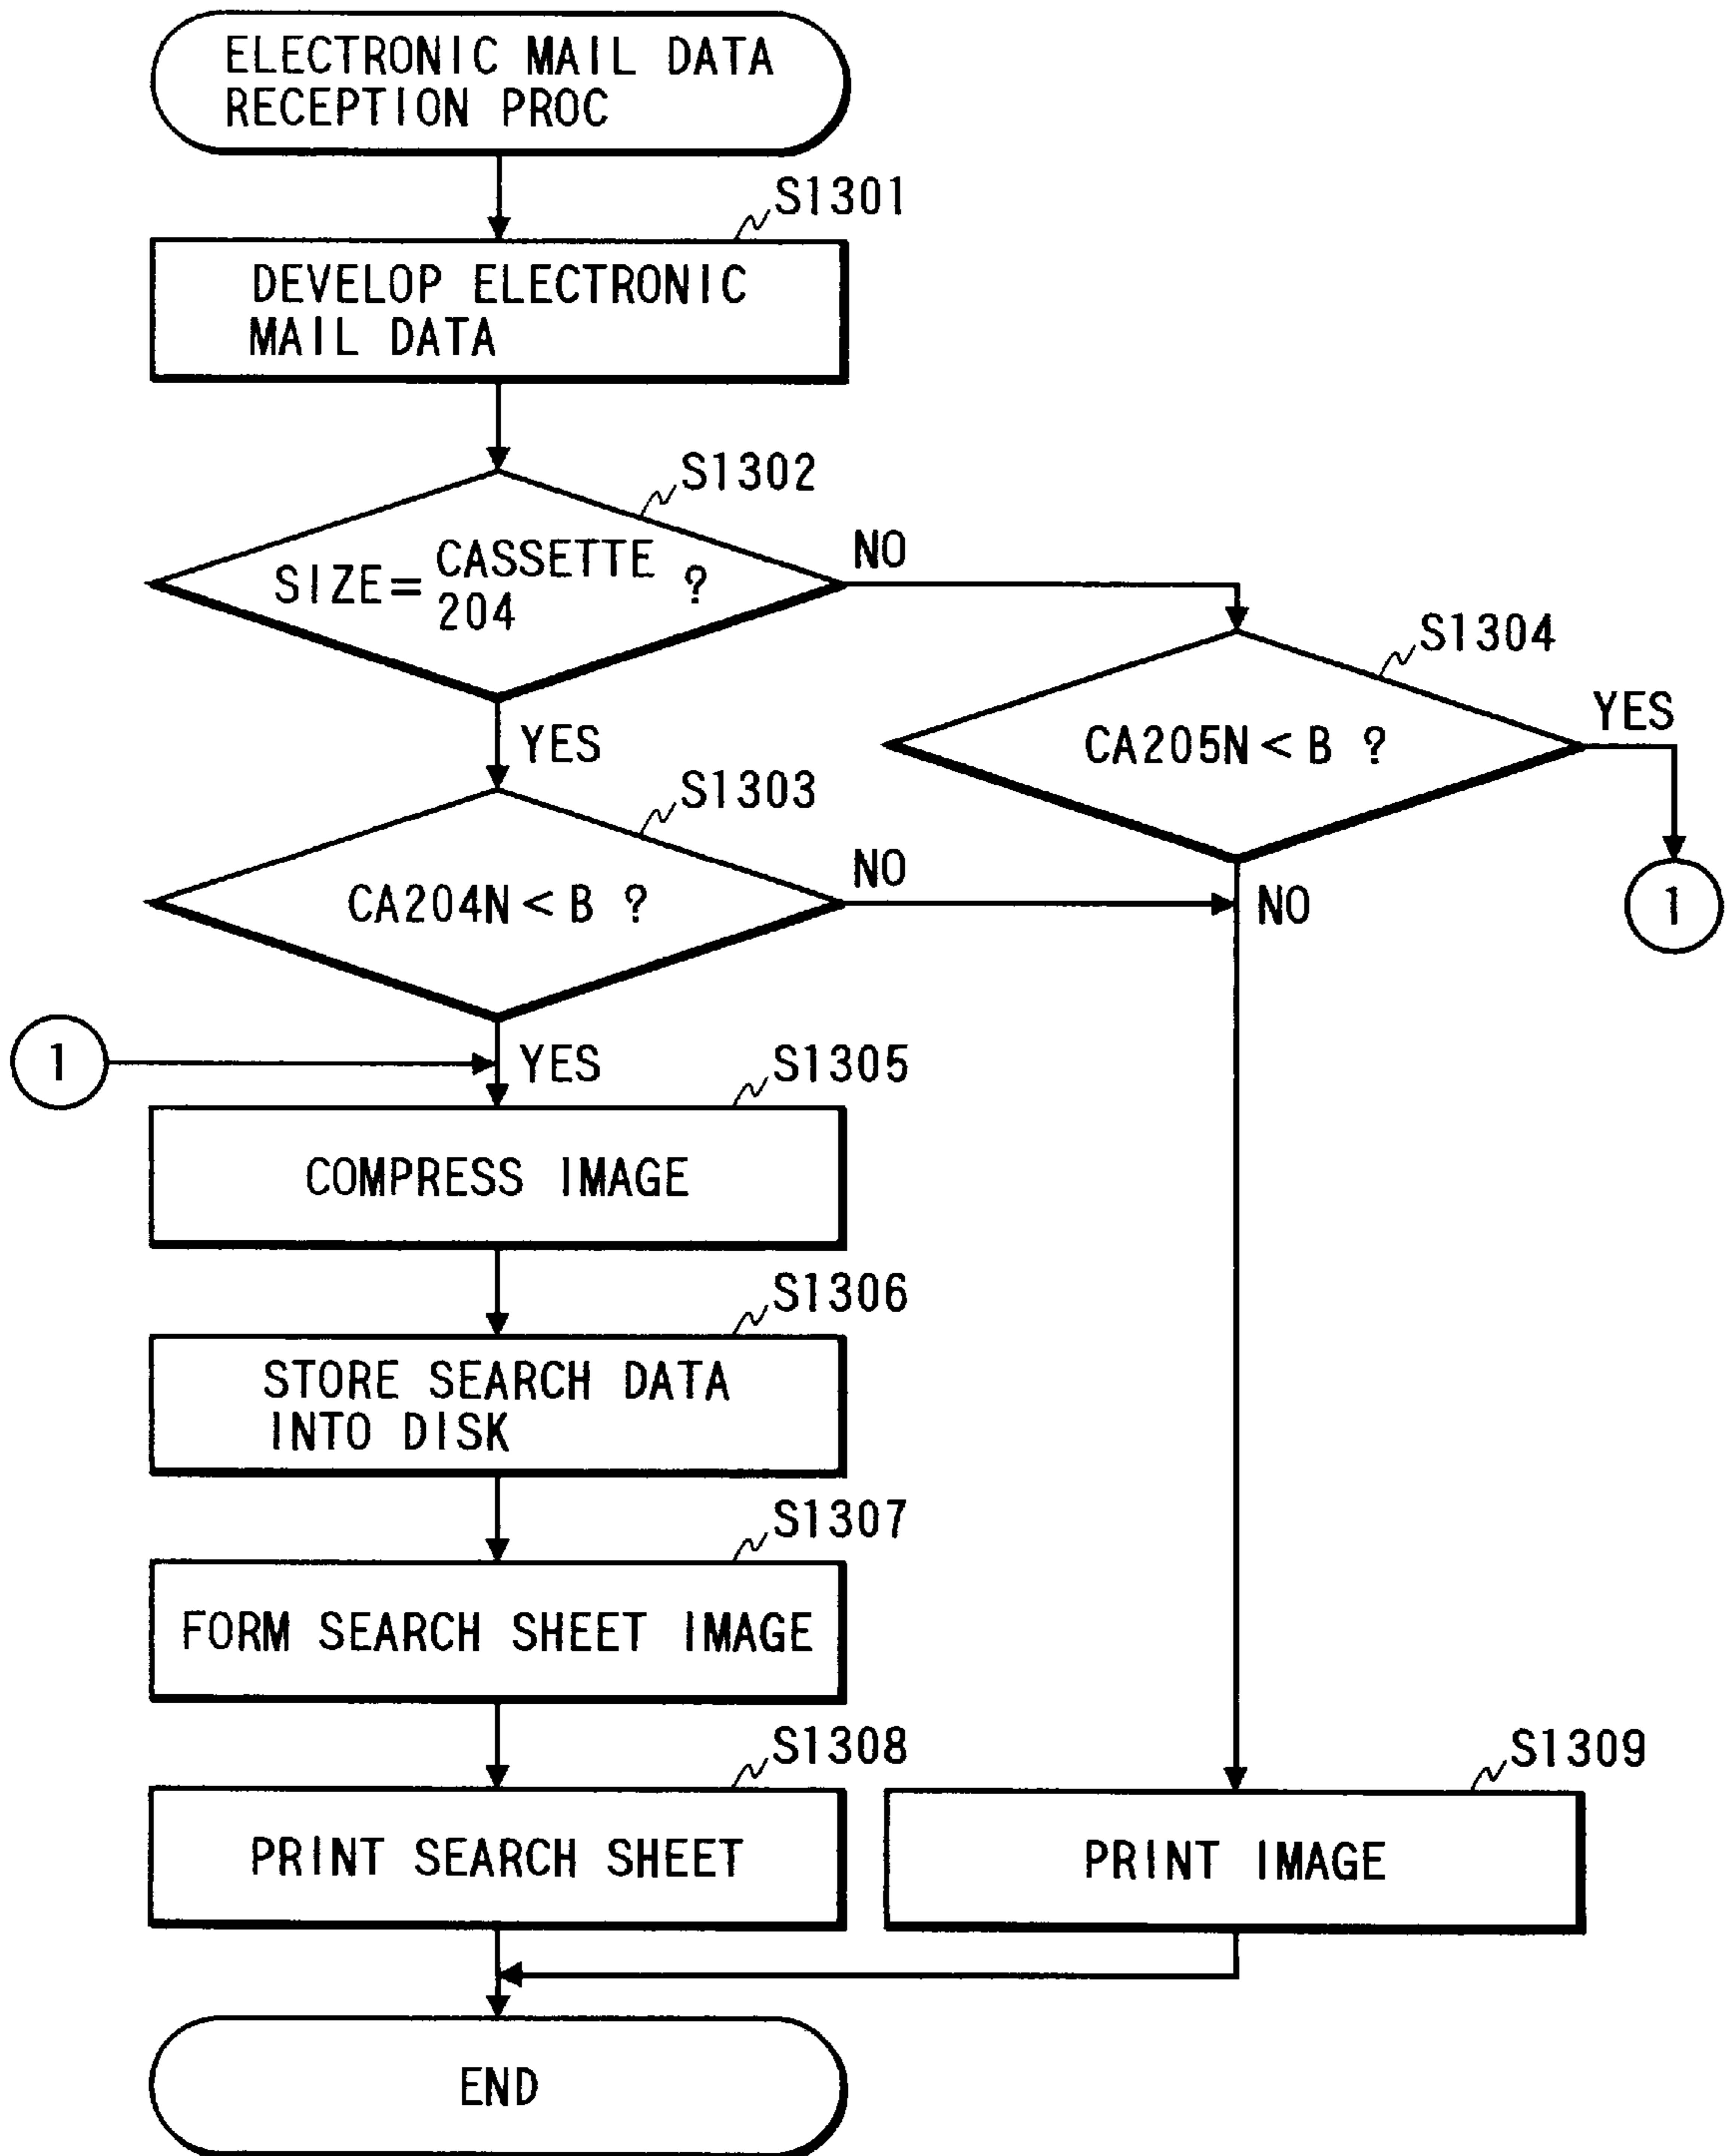 ELECTRONIC MAIL DATA
RECEPTION PROC
S1301
DEVELOP ELECTRONIC
MAIL DATA
S1302
SIZE = CASSETTE ?
204
NO
YES
S1304
CA205N < B ?
YES
1
NO
S1303
CA204N < B ?
NO
YES
1
S1305
COMPRESS IMAGE
S1306
STORE SEARCH DATA
INTO DISK
S1307
FORM SEARCH SHEET IMAGE
S1308
PRINT SEARCH SHEET
S1309
PRINT IMAGE
END